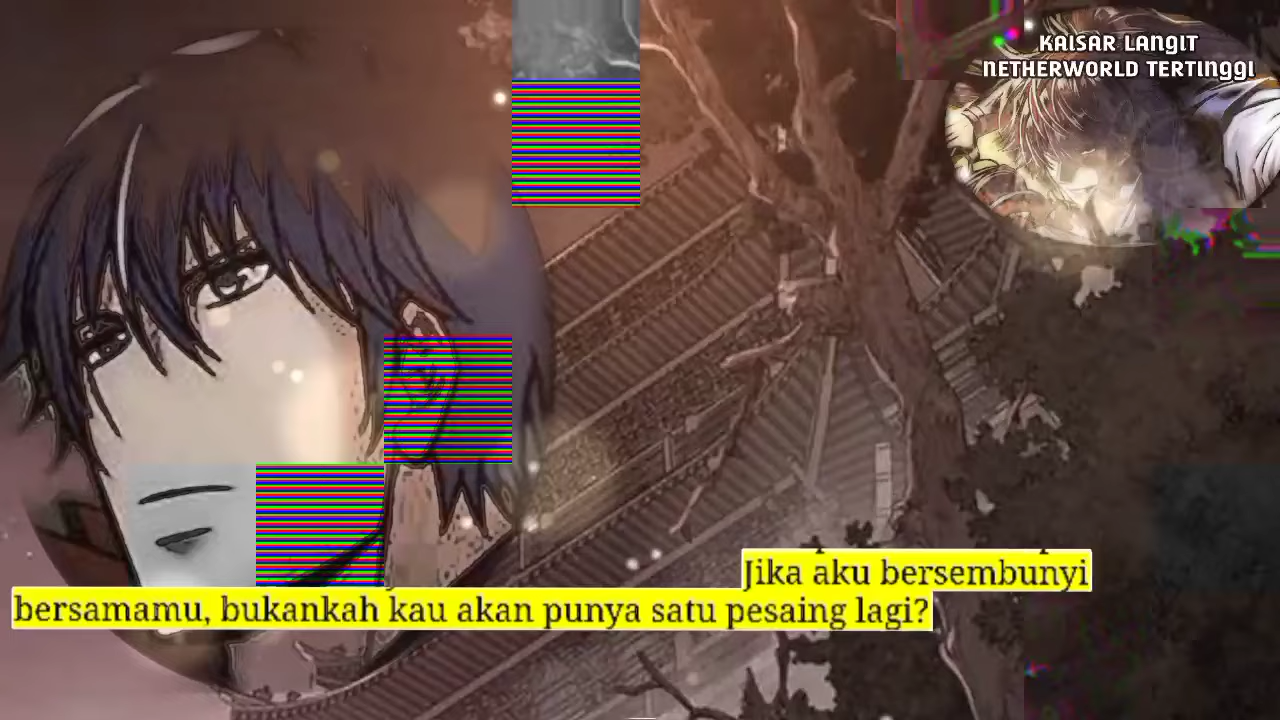 KAISAR LANGIT
NETHERWORLD TERTINGGI
Jika aku bersembunyi
bersamamu, bukankah kau akan punya satu pesaing lagi?